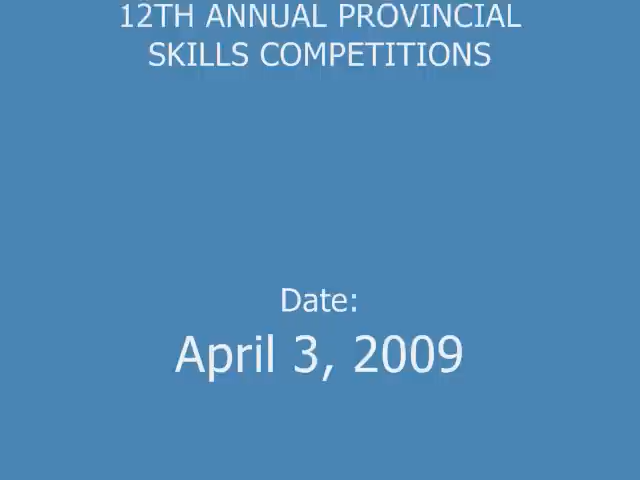 12TH ANNUAL PROVINCIAL
SKILLS COMPETITIONS
Date:
April 3, 2009